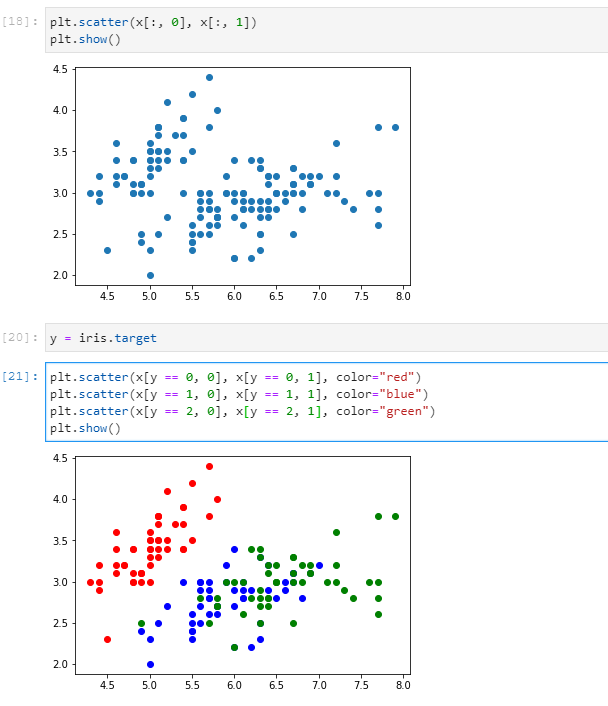 [18]: plt.scatter(x[:, 0], x[:, 1])
plt.show()
4.5
4.0
3.5
3.0
2.5
2.0
4.5 5.0 5.5 6.0 6.5 7.0 7.5 8.0
[20]: y = iris.target
[21]: plt.scatter(x[y == 0, 0], x[y == 0, 1], color="red")
plt.scatter(x[y == 1, 0], x[y == 1, 1], color="blue")
plt.scatter(x[y == 2, 0], x[y == 2, 1], color="green")
plt.show()
4.5
4.0
3.5
3.0
2.5
2.0
4.5 5.0 5.5 6.0 6.5 7.0 7.5 8.0